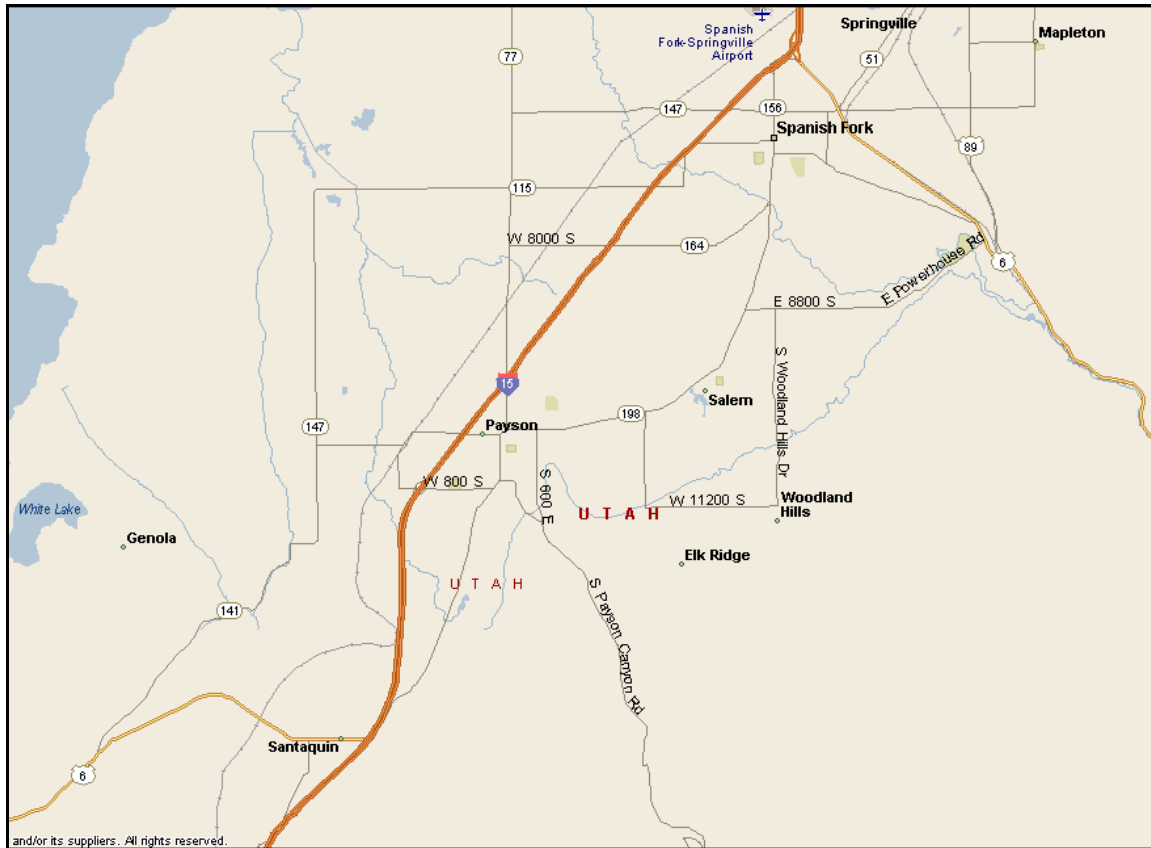 Spanish
Fork-Springville
Airport
Springville
Mapleton
77
51
147
156
Spanish Fork
89
115
W 8000 S
164
6
E Powerhouse Rd
E 8800 S
S Woodland Hills Dr
15
Salem
198
147
Payson
W 800 S
S 600 E
W 11200 S
Woodland
Hills
UTAH
White Lake
Genola
Elk Ridge
UTAH
141
S Payson Canyon Rd
Santaquin
6
and/or its suppliers. All rights reserved.